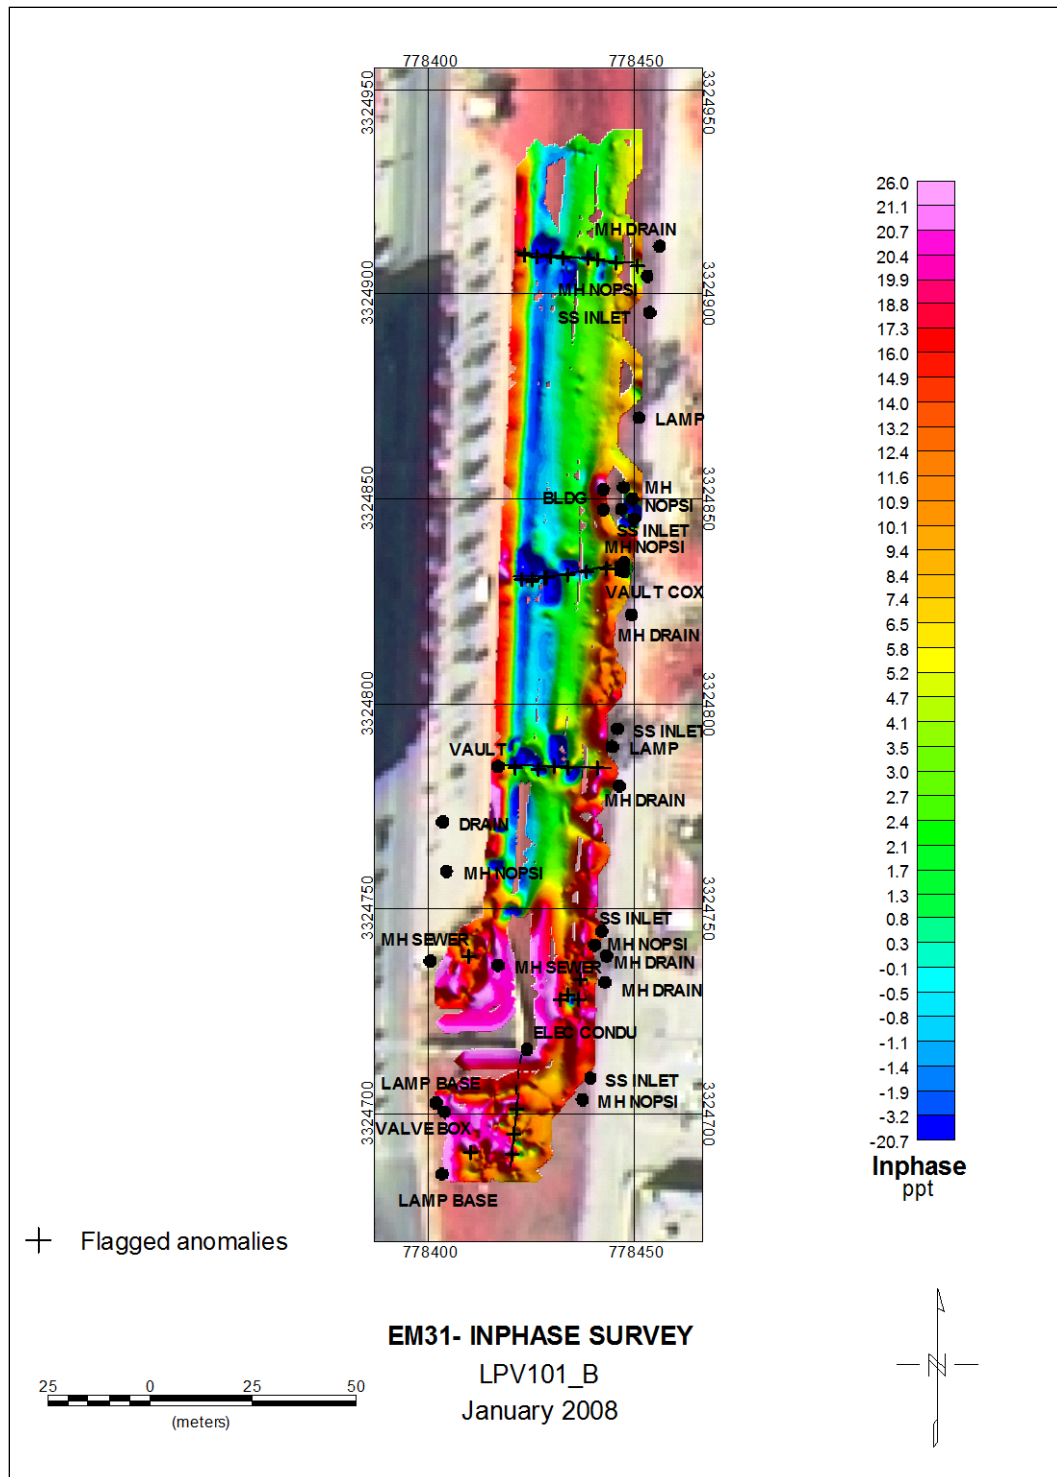 778400 778450
3324950 3324950
MH DRAIN
3324900 3324900
MH NOPSI
SS INLET
LAMP
3324850 3324850
BLDG MH
NOPSI
SS INLET
MH NOPSI
VAULT COX
MH DRAIN
3324800 3324800
SS INLET
VAULT LAMP
MH DRAIN
DRAIN
MH NOPSI
3324750 3324750
SS INLET
MH SEWER MH NOPSI
MH SEWER MH DRAIN
MH DRAIN
ELEC CONDU
LAMP BASE SS INLET
MH NOPSI
3324700 3324700
VALVE BOX
LAMP BASE
778400 778450
26.0
21.1
20.7
20.4
19.9
18.8
17.3
16.0
14.9
14.0
13.2
12.4
11.6
10.9
10.1
9.4
8.4
7.4
6.5
5.8
5.2
4.7
4.1
3.5
3.0
2.7
2.4
2.1
1.7
1.3
0.8
0.3
-0.1
-0.5
-0.8
-1.1
-1.4
-1.9
-3.2
-20.7
Inphase
ppt
Flagged anomalies
EM31- INPHASE SURVEY
LPV101_B
January 2008
25 0 25 50
(meters)
N